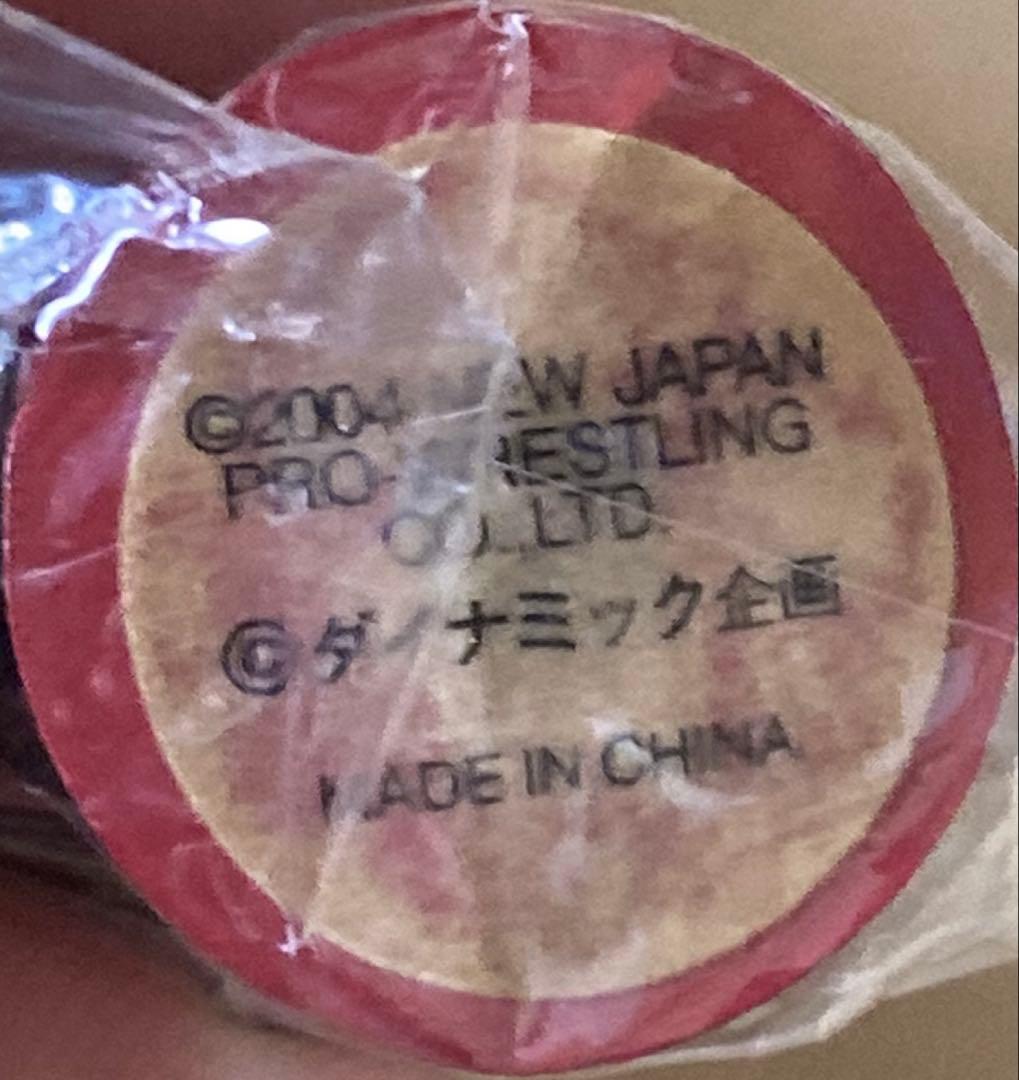 ©2004 NEW JAPAN
PRO-WRESTLING
CO.,LTD.
©ダイナミック企画
MADE IN CHINA